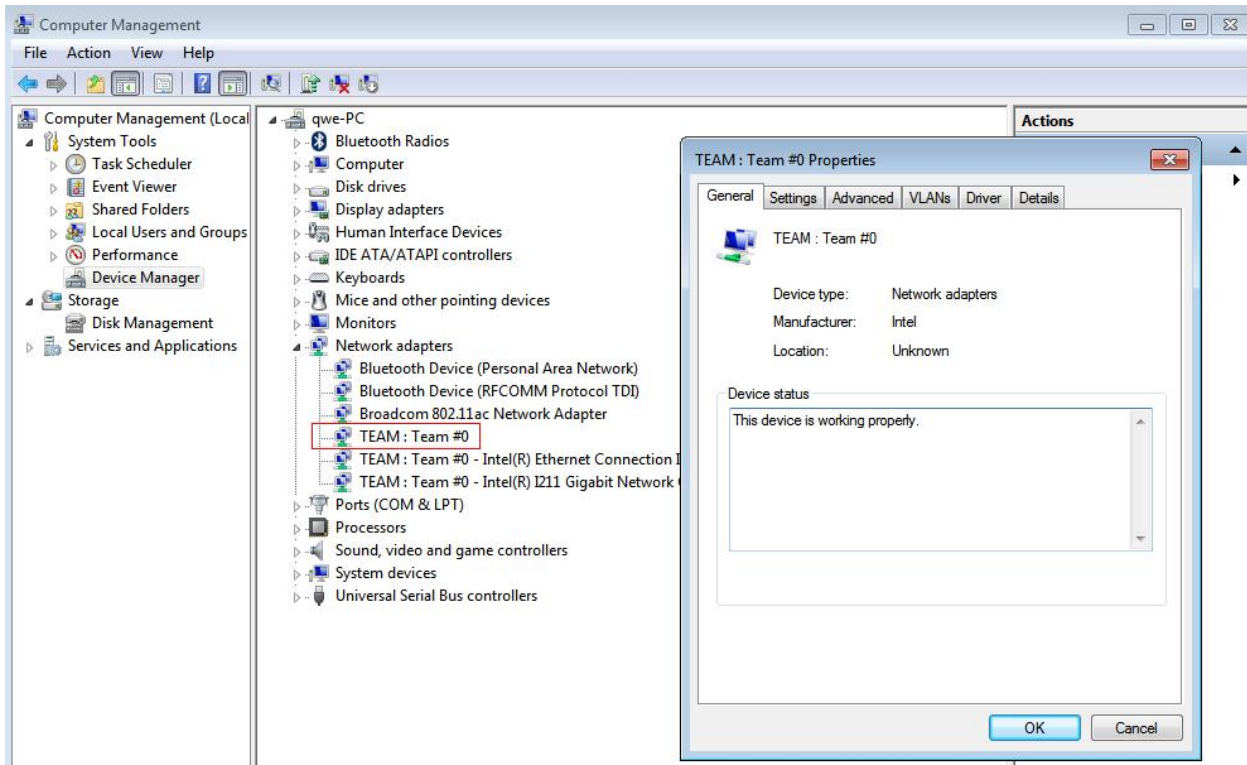 Computer Management
File Action View Help
Computer Management (Local
System Tools
Task Scheduler
Event Viewer
Shared Folders
Local Users and Groups
Performance
Device Manager
Storage
Disk Management
Services and Applications
qwe-PC
Bluetooth Radios
Computer
Disk drives
Display adapters
Human Interface Devices
IDE ATA/ATAPI controllers
Keyboards
Mice and other pointing devices
Monitors
Network adapters
Bluetooth Device (Personal Area Network)
Bluetooth Device (RFCOMM Protocol TDI)
Broadcom 802.11ac Network Adapter
TEAM : Team #0
TEAM : Team #0 - Intel(R) Ethernet Connection I
TEAM : Team #0 - Intel(R) I211 Gigabit Network
Ports (COM & LPT)
Processors
Sound, video and game controllers
System devices
Universal Serial Bus controllers
Actions
TEAM : Team #0 Properties
General Settings Advanced VLANs Driver Details
TEAM : Team #0
Device type: Network adapters
Manufacturer: Intel
Location: Unknown
Device status
This device is working properly.
OK Cancel